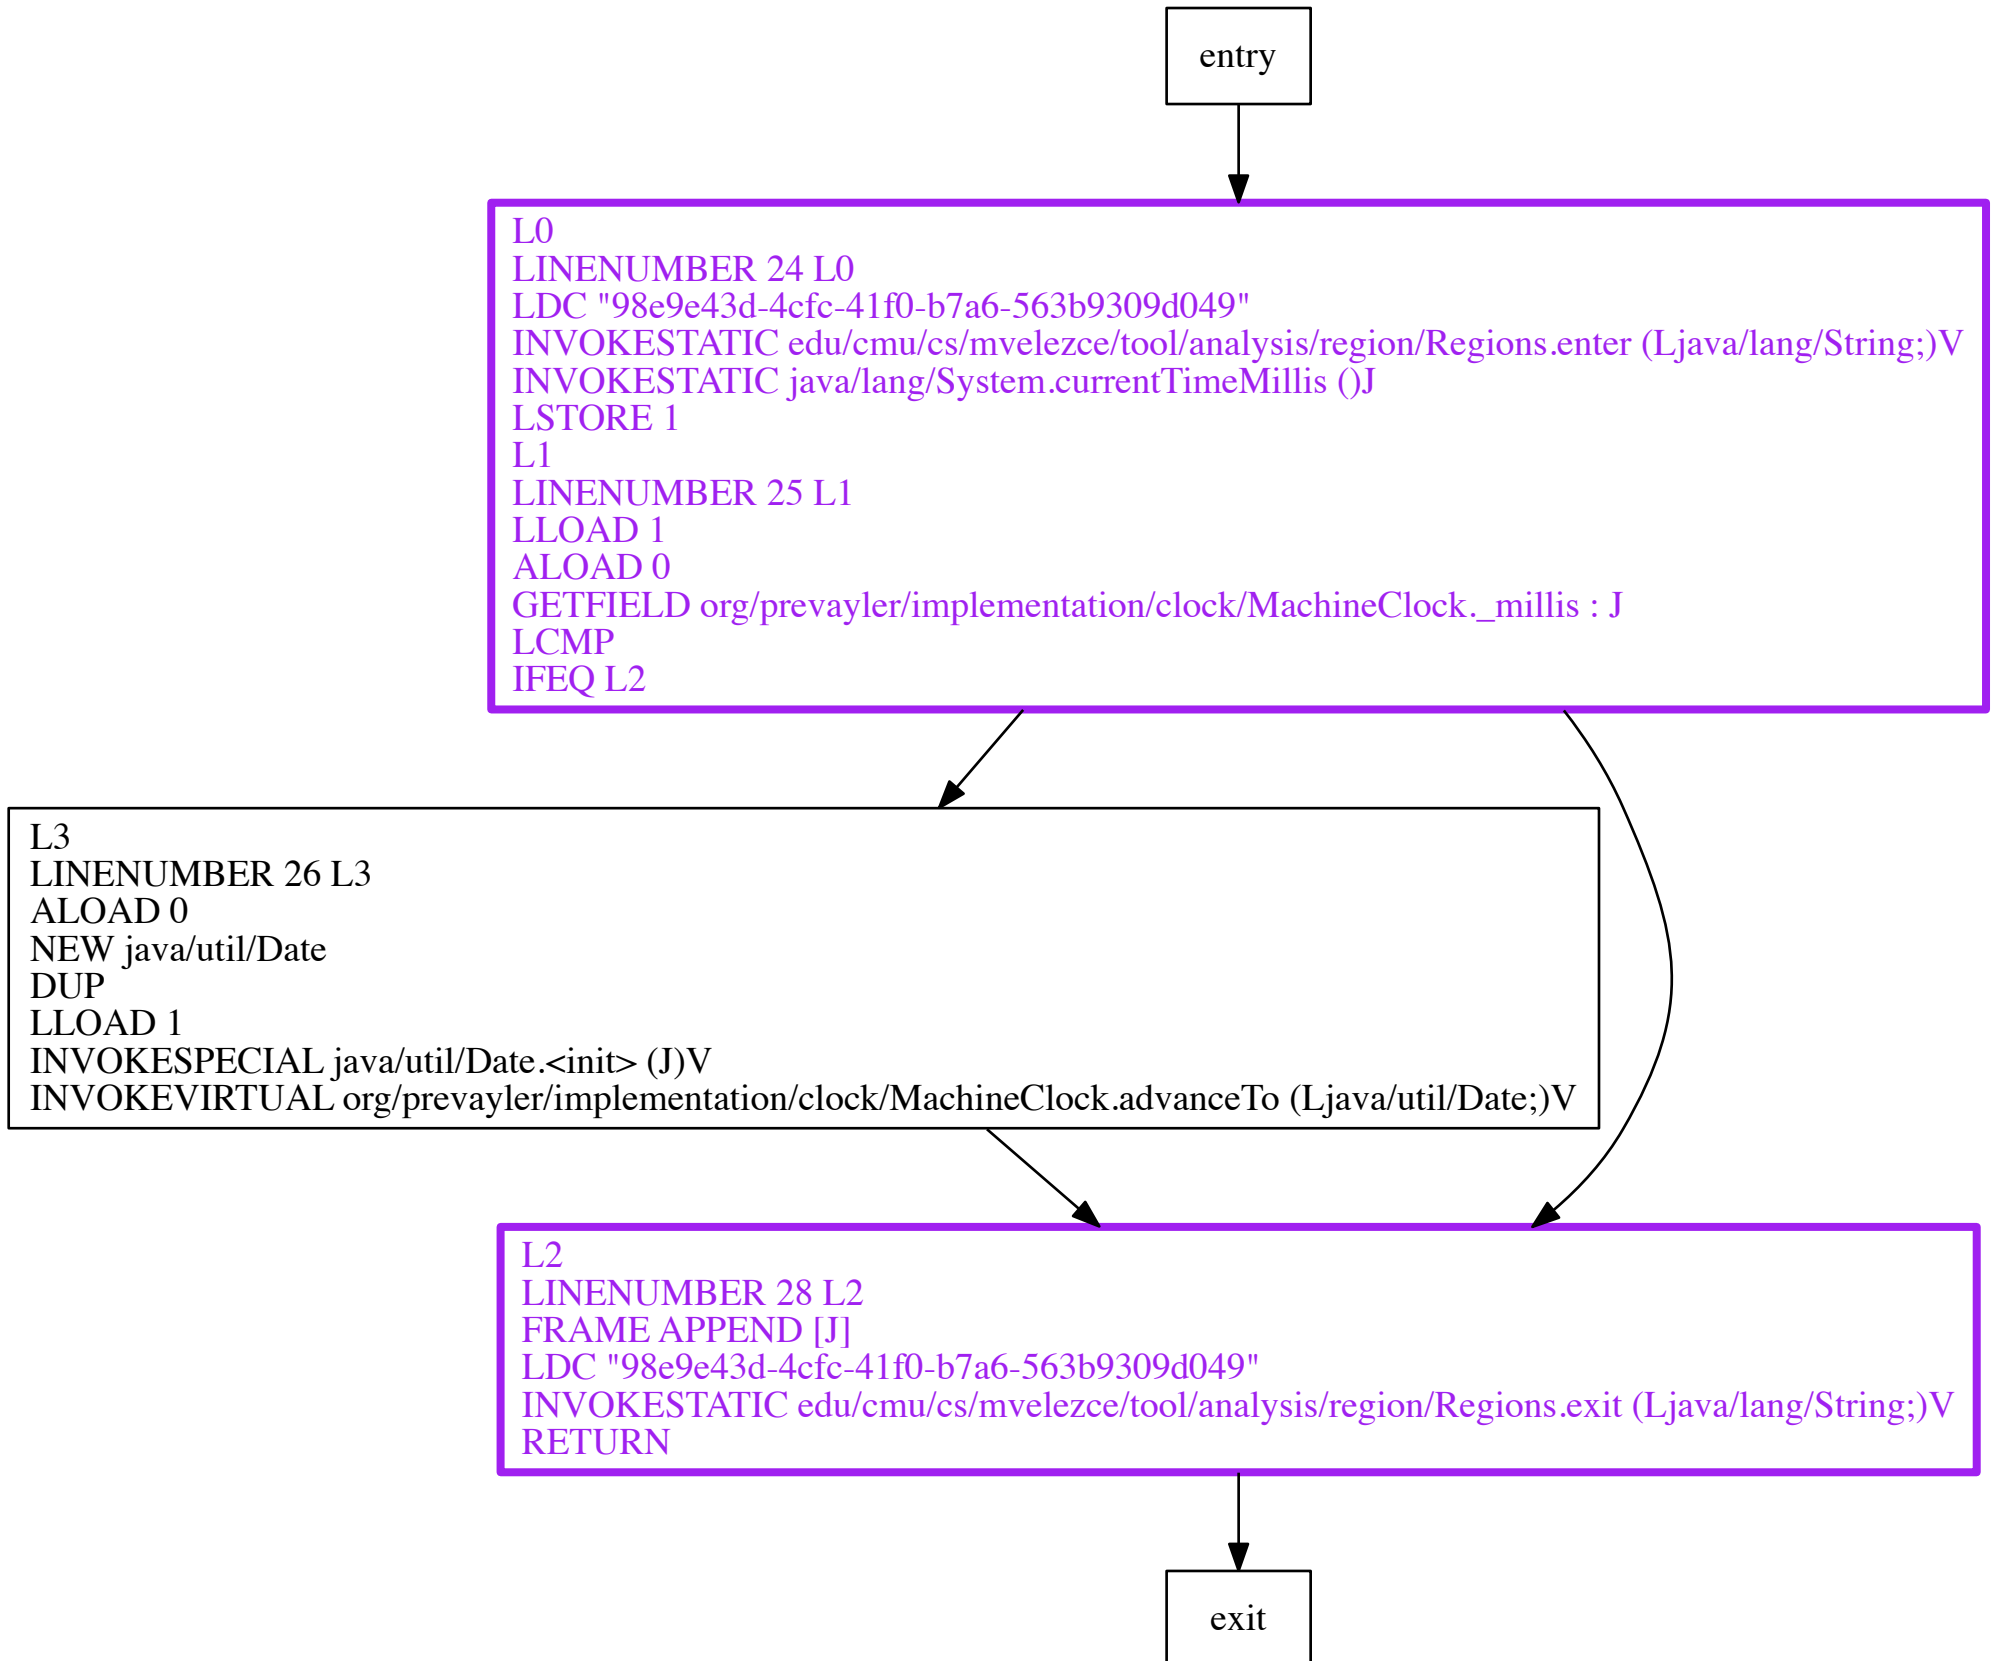 entry
L0
LINENUMBER 24 L0
LDC "98e9e43d-4cfc-41f0-b7a6-563b9309d049"
INVOKESTATIC edu/cmu/cs/mvelezce/tool/analysis/region/Regions.enter (Ljava/lang/String;)V
INVOKESTATIC java/lang/System.currentTimeMillis ()J
LSTORE 1
L1
LINENUMBER 25 L1
LLOAD 1
ALOAD 0
GETFIELD org/prevayler/implementation/clock/MachineClock._millis : J
LCMP
IFEQ L2
L3
LINENUMBER 26 L3
ALOAD 0
NEW java/util/Date
DUP
LLOAD 1
INVOKESPECIAL java/util/Date.<init> (J)V
INVOKEVIRTUAL org/prevayler/implementation/clock/MachineClock.advanceTo (Ljava/util/Date;)V
L2
LINENUMBER 28 L2
FRAME APPEND [J]
LDC "98e9e43d-4cfc-41f0-b7a6-563b9309d049"
INVOKESTATIC edu/cmu/cs/mvelezce/tool/analysis/region/Regions.exit (Ljava/lang/String;)V
RETURN
exit